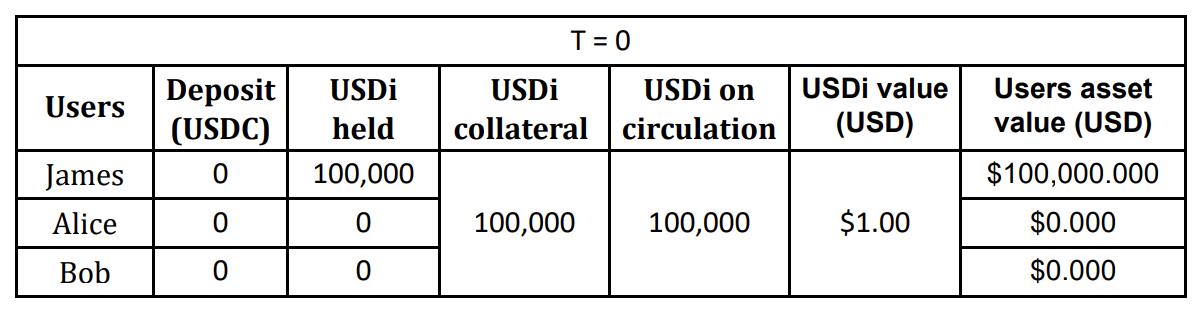 T = 0
Users Deposit (USDC) USDi held USDi collateral USDi on circulation USDi value (USD) Users asset value (USD)
James 0 100,000 $100,000.000
Alice 0 0 100,000 100,000 $1.00 $0.000
Bob 0 0 $0.000